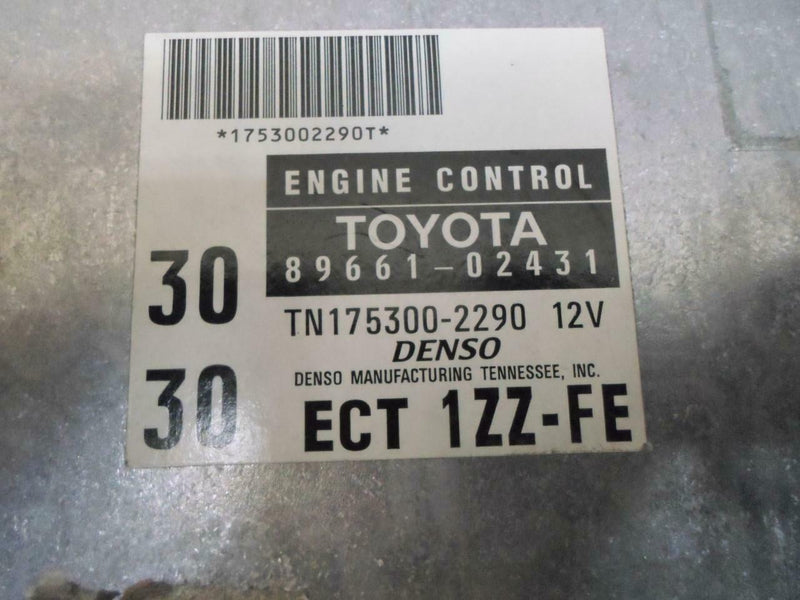 *1753002290T*
ENGINE CONTROL
TOYOTA
89661-02431
30
TN175300-2290 12V
DENSO
30
DENSO MANUFACTURING TENNESSEE, INC.
ECT 1ZZ-FE